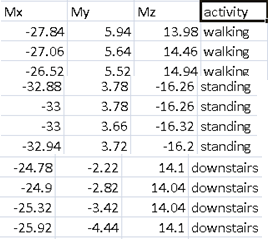 Mx My Mz activity
-27.84 5.94 13.98 walking
-27.06 5.64 14.46 walking
-26.52 5.52 14.94 walking
-32.88 3.78 -16.26 standing
-33 3.78 -16.26 standing
-33 3.66 -16.32 standing
-32.94 3.72 -16.2 standing
-24.78 -2.22 14.1 downstairs
-24.9 -2.82 14.04 downstairs
-25.32 -3.42 14.04 downstairs
-25.92 -4.44 14.1 downstairs